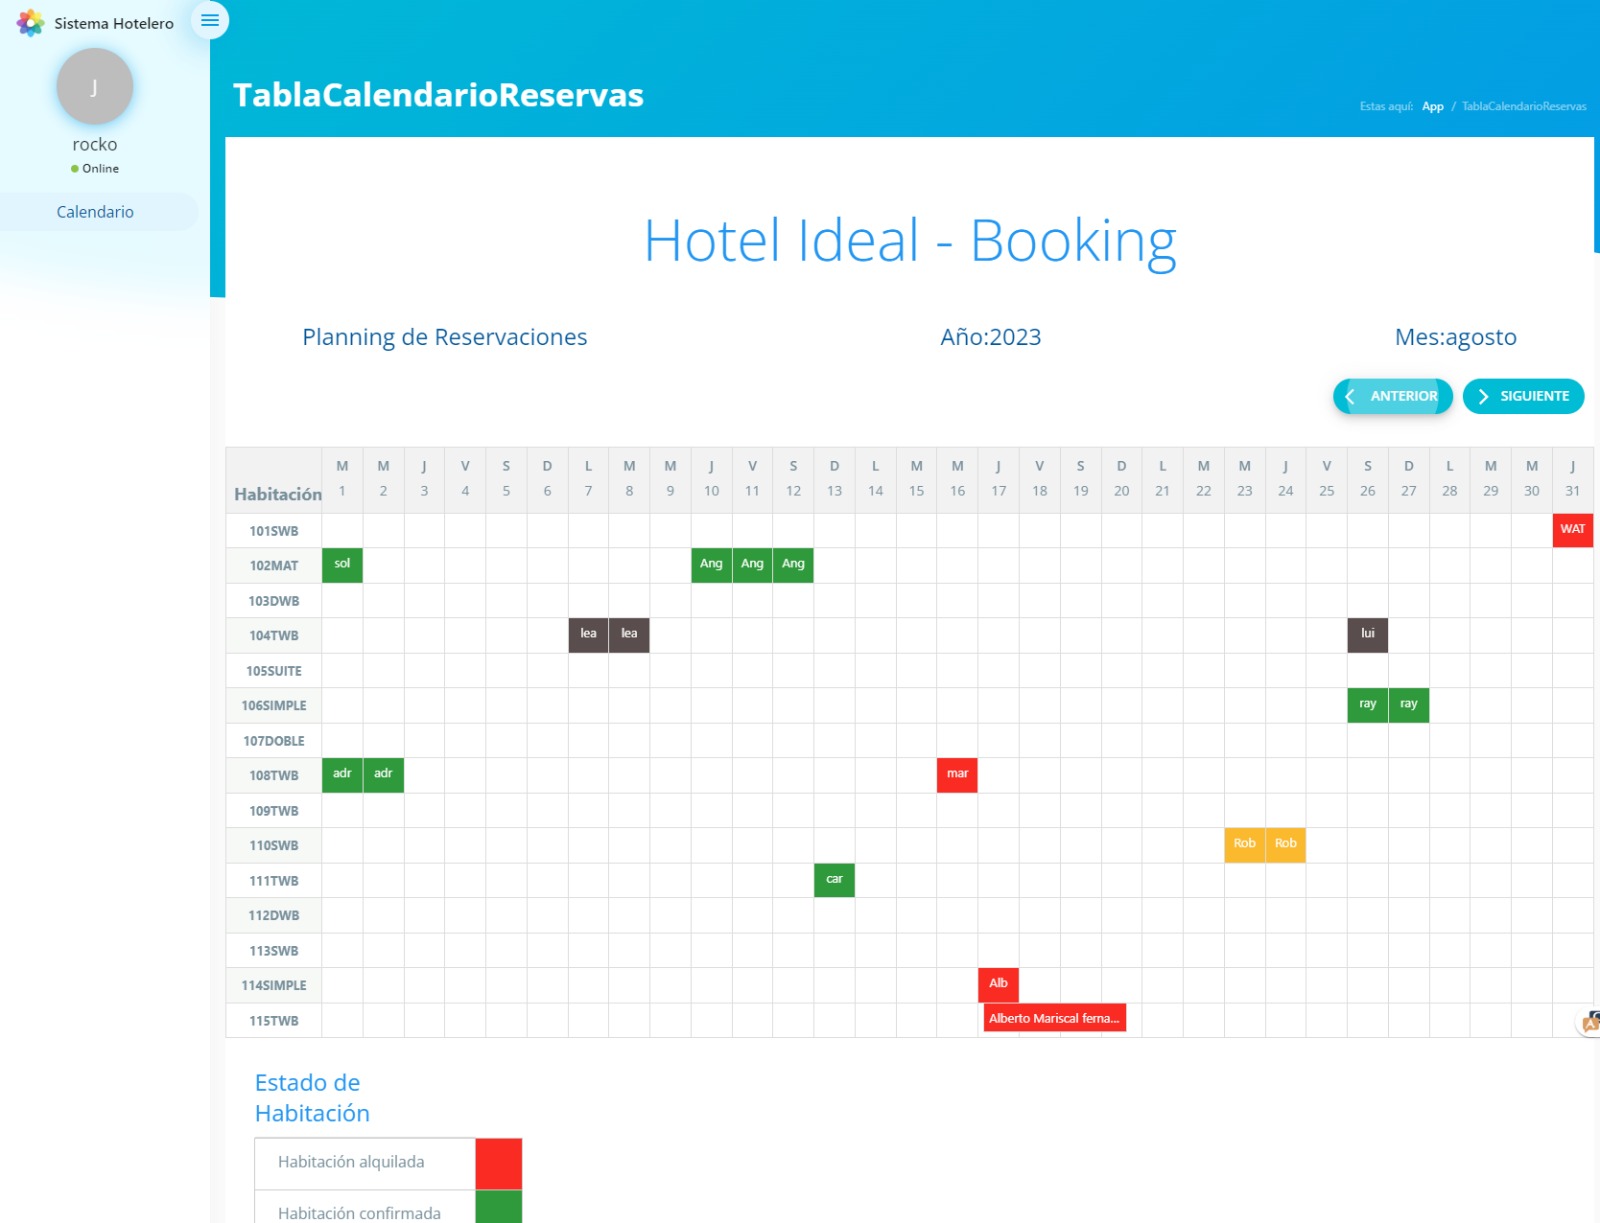 Sistema Hotelero
J
rocko
Online
Calendario
TablaCalendarioReservas
Estas aquí: App / TablaCalendarioReservas
Hotel Ideal - Booking
Planning de Reservaciones Año:2023 Mes:agosto
ANTERIOR SIGUIENTE
M M J V S D L M M J V S D L M M J V S D L M M J V S D L M M J
Habitación 1 2 3 4 5 6 7 8 9 10 11 12 13 14 15 16 17 18 19 20 21 22 23 24 25 26 27 28 29 30 31
101SWB WAT
102MAT sol Ang Ang Ang
103DWB
104TWB lea lea lui
105SUITE
106SIMPLE ray ray
107DOBLE
108TWB adr adr mar
109TWB
110SWB Rob Rob
111TWB car
112DWB
113SWB
114SIMPLE Alb
115TWB Alberto Mariscal ferna...
Estado de
Habitación
Habitación alquilada
Habitación confirmada